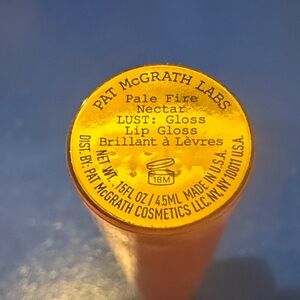 PAT McGRATH LABS
Pale Fire
Nectar
LUST: Gloss
Lip Gloss
Brillant à Lèvres
18M
NET WT. .15FL OZ/4.5ML MADE IN U.S.A.
DIST. BY: PAT McGRATH COSMETICS LLC. NY, NY 10011 U.S.A.